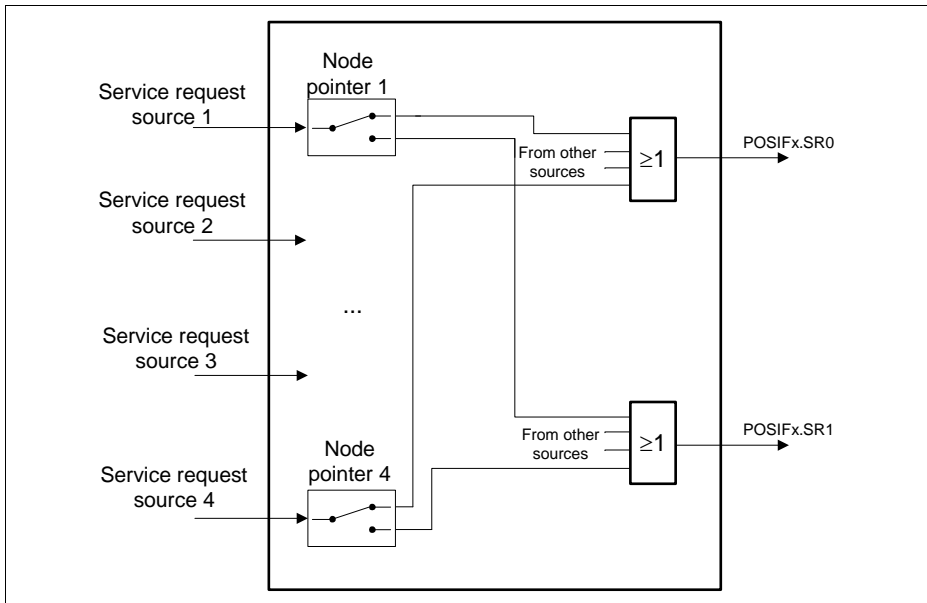 Node
pointer 1
Service request
source 1
From other
sources
≥1
POSIFx.SR0
Service request
source 2
...
Service request
source 3
From other
sources
≥1
POSIFx.SR1
Node
pointer 4
Service request
source 4